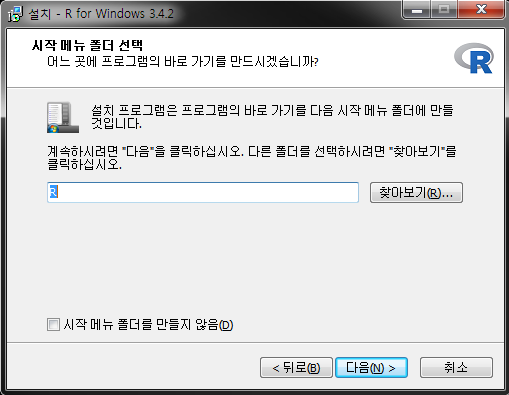 설치 - R for Windows 3.4.2
시작 메뉴 폴더 선택
어느 곳에 프로그램의 바로 가기를 만드시겠습니까?
R
설치 프로그램은 프로그램의 바로 가기를 다음 시작 메뉴 폴더에 만들
것입니다.
계속하시려면 "다음"을 클릭하십시오. 다른 폴더를 선택하시려면 "찾아보기"를
클릭하십시오.
R
찾아보기(R)...
시작 메뉴 폴더를 만들지 않음(D)
< 뒤로(B)
다음(N) >
취소